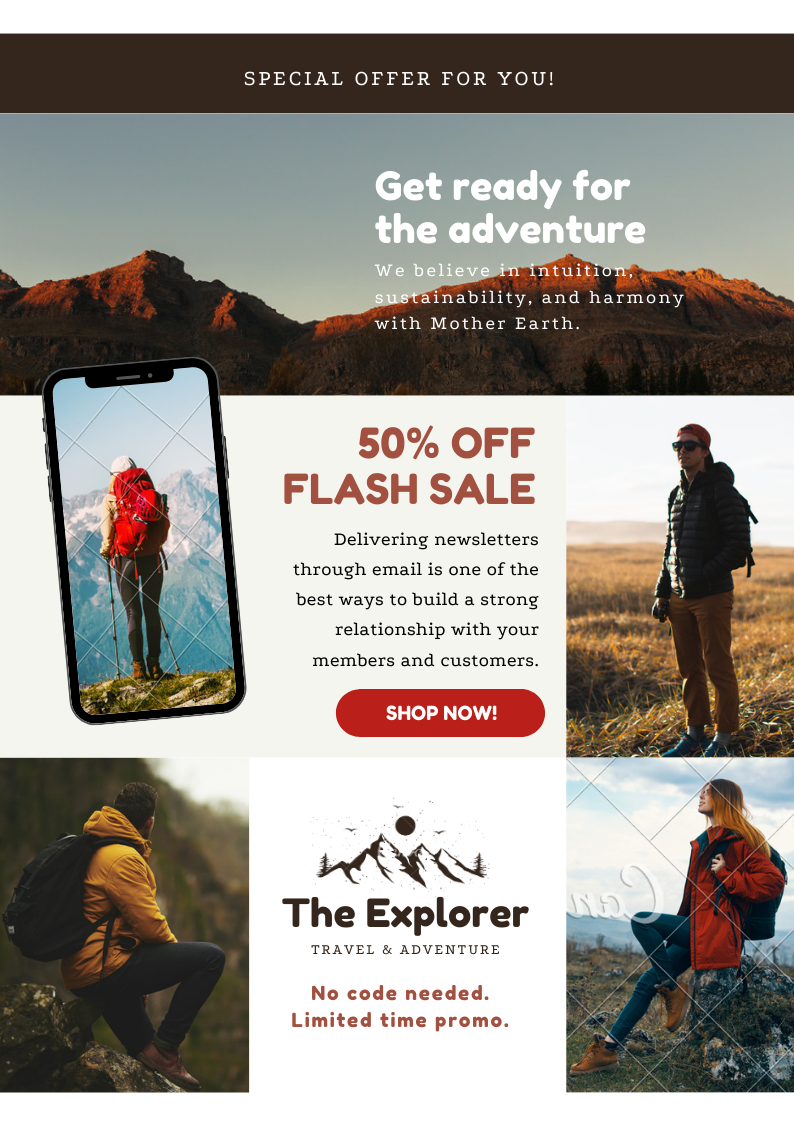 SPECIAL OFFER FOR YOU!
Get ready for
the adventure
We believe in intuition,
sustainability, and harmony
with Mother Earth.
50% OFF
FLASH SALE
Delivering newsletters
through email is one of the
best ways to build a strong
relationship with your
members and customers.
SHOP NOW!
The Explorer
TRAVEL & ADVENTURE
No code needed.
Limited time promo.